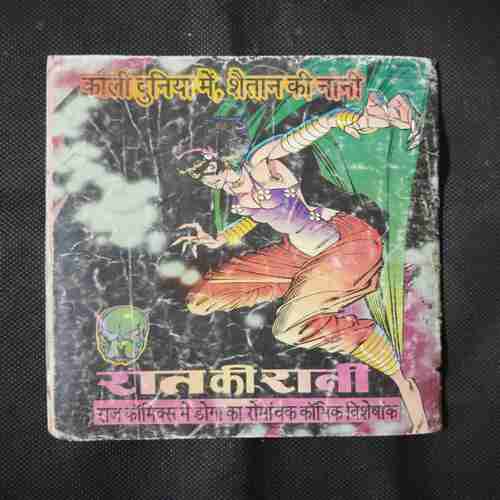 काली दुनिया में, शैतान की नानी
रात की रानी
राज कॉमिक्स में डोगा का रोमांचक कॉमिक विशेषांक